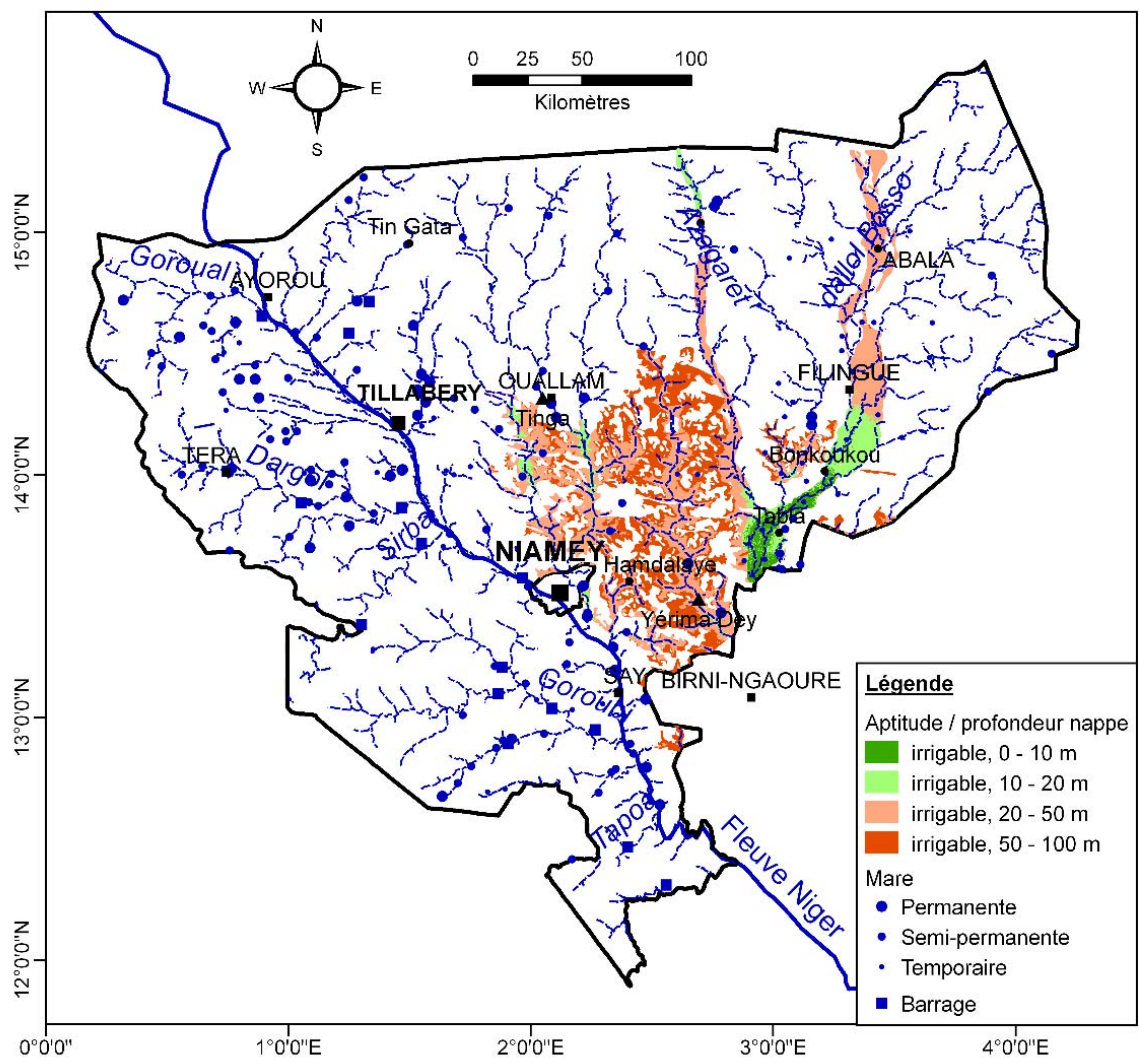 N
W
E
S
0
25
50
100
Kilomètres
15°0'0"N
14°0'0"N
13°0'0"N
12°0'0"N
0°0'0"
1°0'0"E
2°0'0"E
3°0'0"E
4°0'0"E
Tin Gata
Goroual
AYOROU
Azagaret
dallol Bosso
ABALA
TILLABERY
OUALLAM
Tinga
FILINGUE
TERA
Dargol
Bonkoukou
Sirba
Tabla
NIAMEY
Hamdalaye
Yérima Dey
SAY
BIRNI-NGAOURE
Goroubi
Tapoa
Fleuve Niger
Légende
Aptitude / profondeur nappe
irrigable, 0 - 10 m
irrigable, 10 - 20 m
irrigable, 20 - 50 m
irrigable, 50 - 100 m
Mare
Permanente
Semi-permanente
Temporaire
Barrage